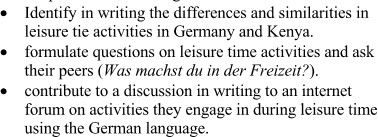 • Identify in writing the differences and similarities in
leisure tie activities in Germany and Kenya.
• formulate questions on leisure time activities and ask
their peers (Was machst du in der Freizeit?).
• contribute to a discussion in writing to an internet
forum on activities they engage in during leisure time
using the German language.